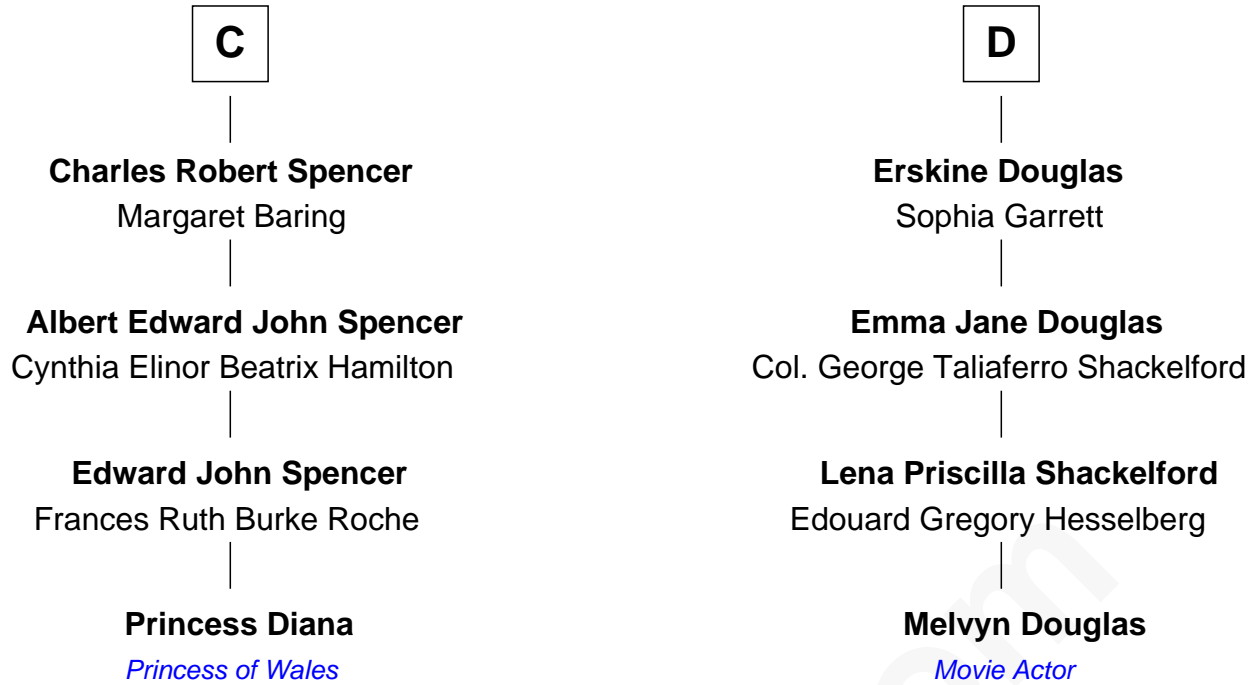 C
Charles Robert Spencer
Margaret Baring
Albert Edward John Spencer
Cynthia Elinor Beatrix Hamilton
Edward John Spencer
Frances Ruth Burke Roche
Princess Diana
Princess of Wales
D
Erskine Douglas
Sophia Garrett
Emma Jane Douglas
Col. George Taliaferro Shackelford
Lena Priscilla Shackelford
Edouard Gregory Hesselberg
Melvyn Douglas
Movie Actor